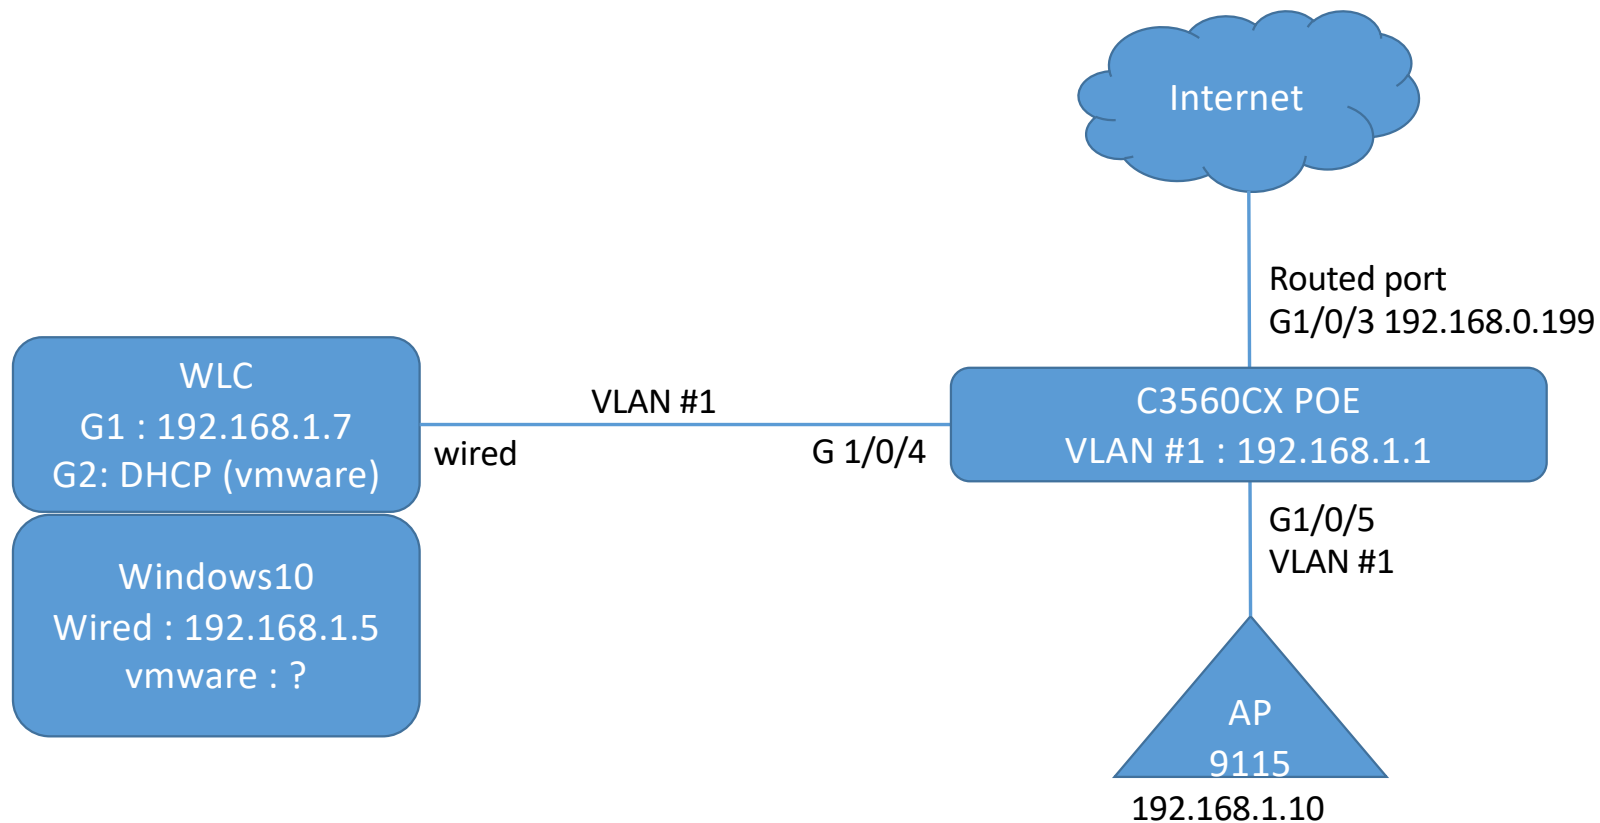 Internet
Routed port
G1/0/3 192.168.0.199
WLC
G1 : 192.168.1.7
G2: DHCP (vmware)
VLAN #1
wired
G 1/0/4
C3560CX POE
VLAN #1 : 192.168.1.1
Windows10
Wired : 192.168.1.5
vmware : ?
G1/0/5
VLAN #1
AP
9115
192.168.1.10